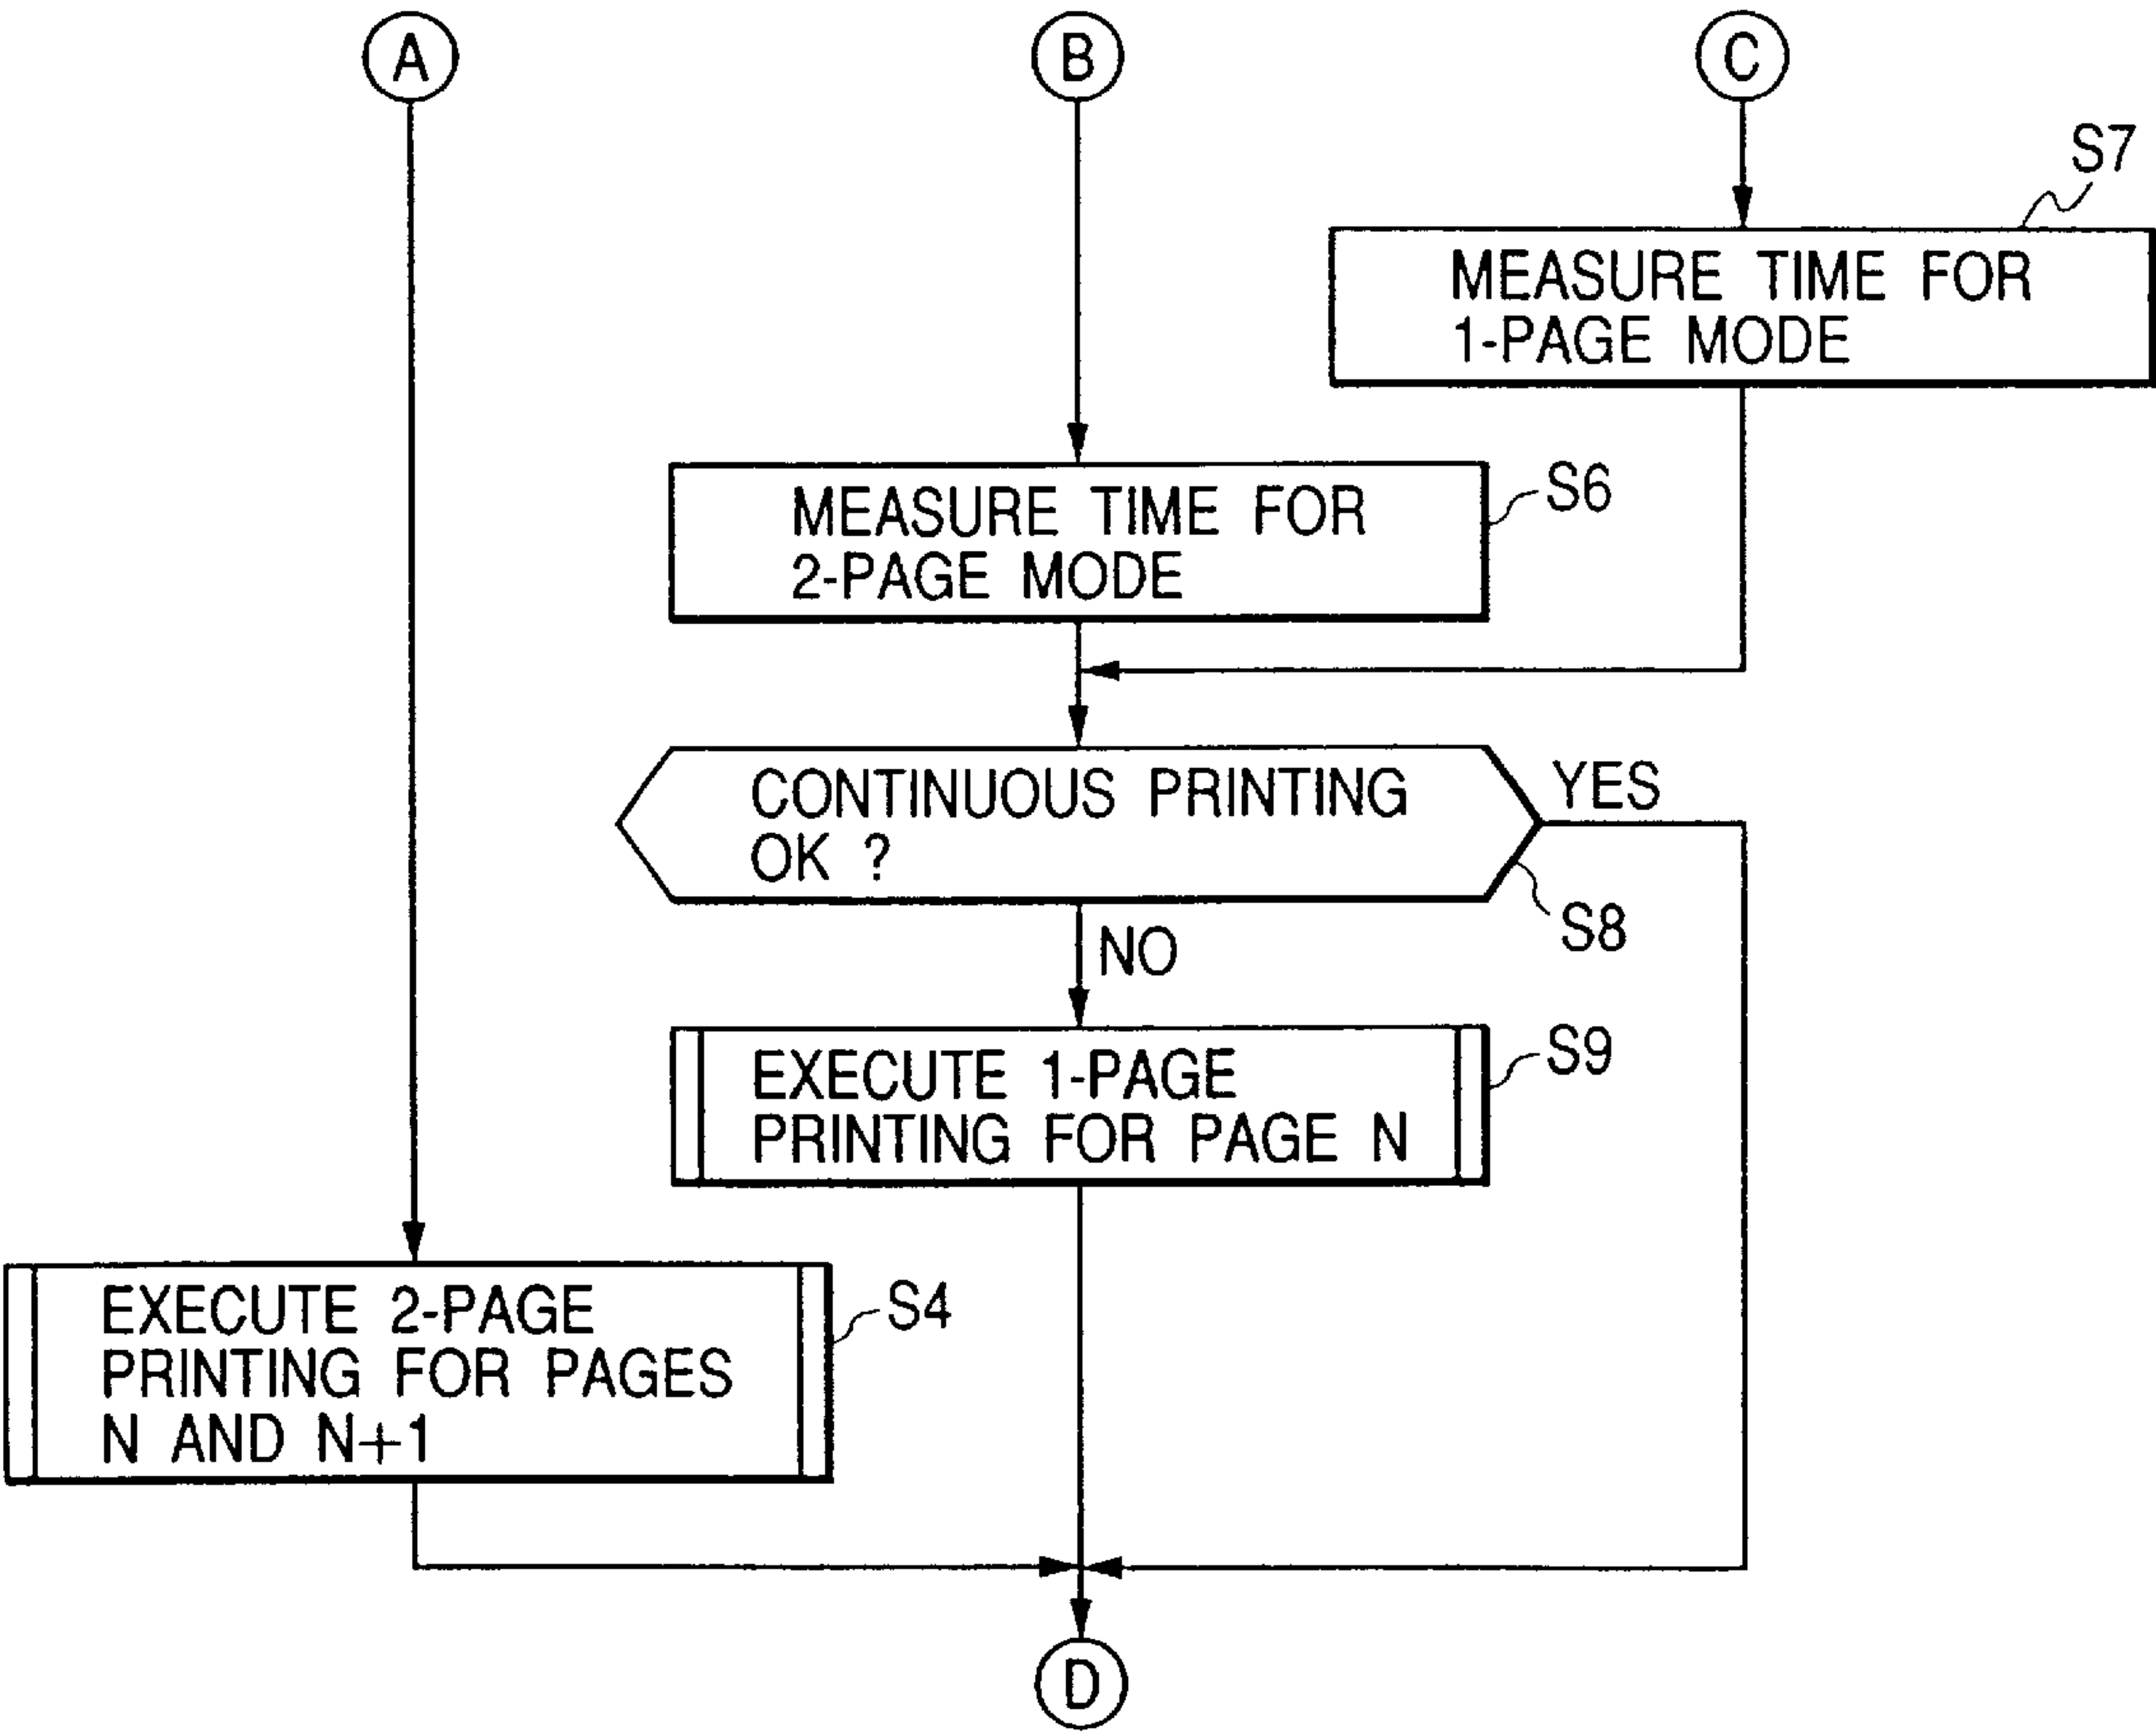 A
B
C
S7
MEASURE TIME FOR
1-PAGE MODE
MEASURE TIME FOR
2-PAGE MODE
S6
CONTINUOUS PRINTING
OK ?
YES
S8
NO
EXECUTE 1-PAGE
PRINTING FOR PAGE N
S9
EXECUTE 2-PAGE
PRINTING FOR PAGES
N AND N+1
S4
D